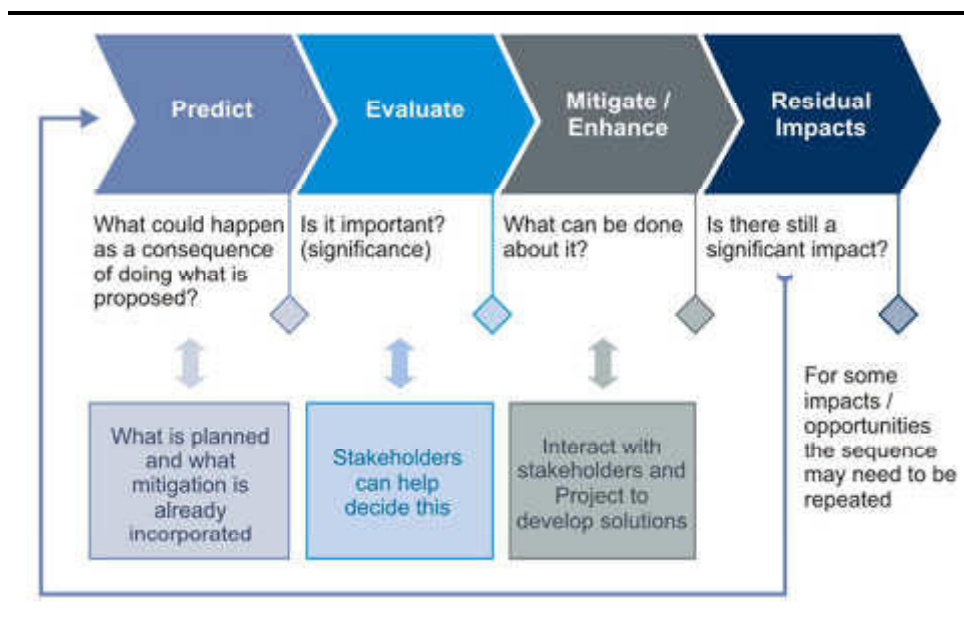 Predict
Evaluate
Mitigate /
Enhance
Residual
Impacts
What could happen
as a consequence
of doing what is
proposed?
Is it important?
(significance)
What can be done
about it?
Is there still a
significant impact?
What is planned
and what
mitigation is
already
incorporated
Stakeholders
can help
decide this
Interact with
stakeholders and
Project to
develop solutions
For some
impacts /
opportunities
the sequence
may need to be
repeated